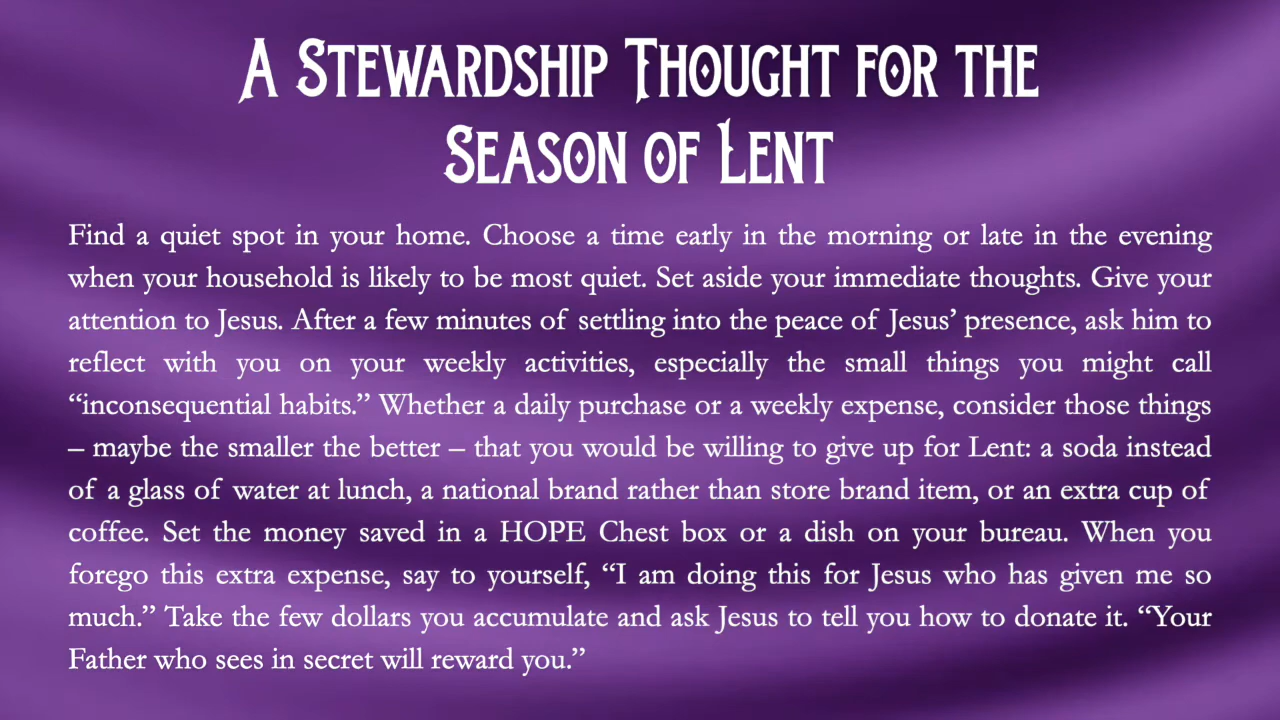 A Stewardship Thought for the
Season of Lent
Find a quiet spot in your home. Choose a time early in the morning or late in the evening
when your household is likely to be most quiet. Set aside your immediate thoughts. Give your
attention to Jesus. After a few minutes of settling into the peace of Jesus’ presence, ask him to
reflect with you on your weekly activities, especially the small things you might call
“inconsequential habits.” Whether a daily purchase or a weekly expense, consider those things
– maybe the smaller the better – that you would be willing to give up for Lent: a soda instead
of a glass of water at lunch, a national brand rather than store brand item, or an extra cup of
coffee. Set the money saved in a HOPE Chest box or a dish on your bureau. When you
forego this extra expense, say to yourself, “I am doing this for Jesus who has given me so
much.” Take the few dollars you accumulate and ask Jesus to tell you how to donate it. “Your
Father who sees in secret will reward you.”